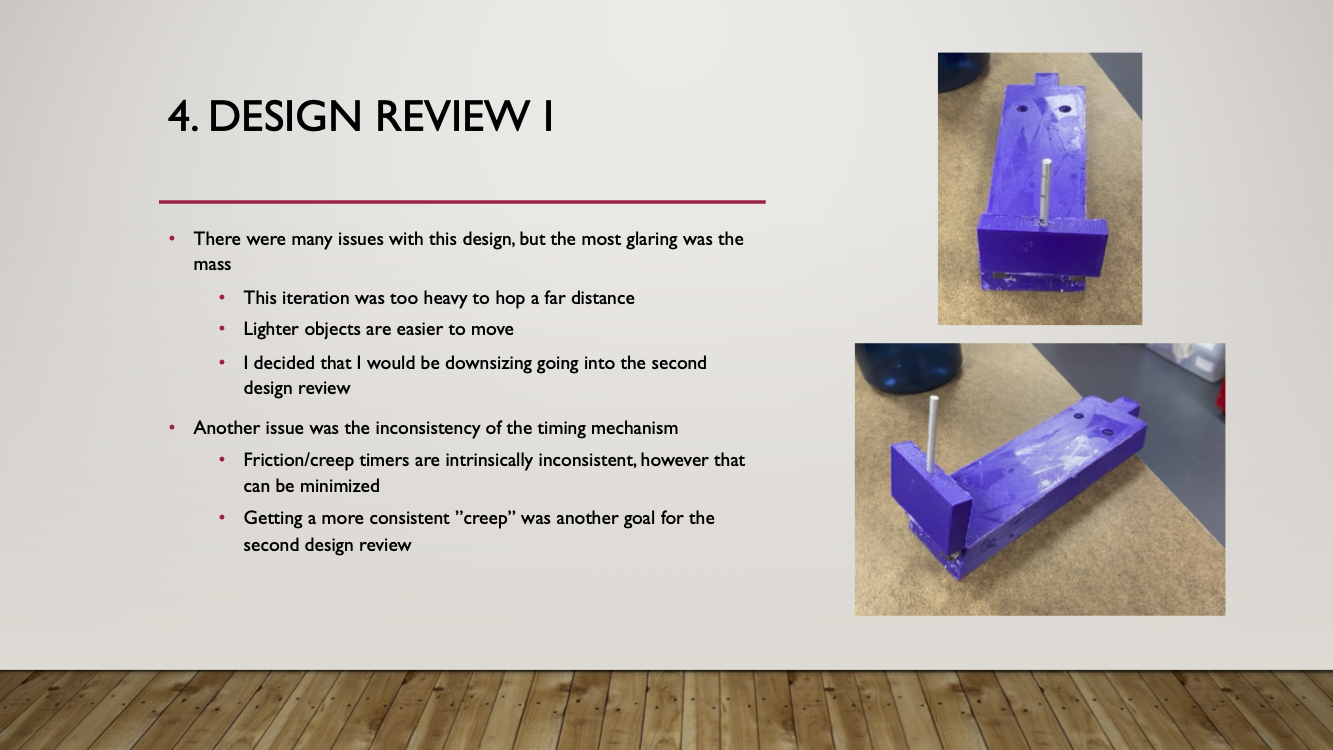 4. DESIGN REVIEW I
• There were many issues with this design, but the most glaring was the
mass
• This iteration was too heavy to hop a far distance
• Lighter objects are easier to move
• I decided that I would be downsizing going into the second
design review
• Another issue was the inconsistency of the timing mechanism
• Friction/creep timers are intrinsically inconsistent, however that
can be minimized
• Getting a more consistent ”creep” was another goal for the
second design review